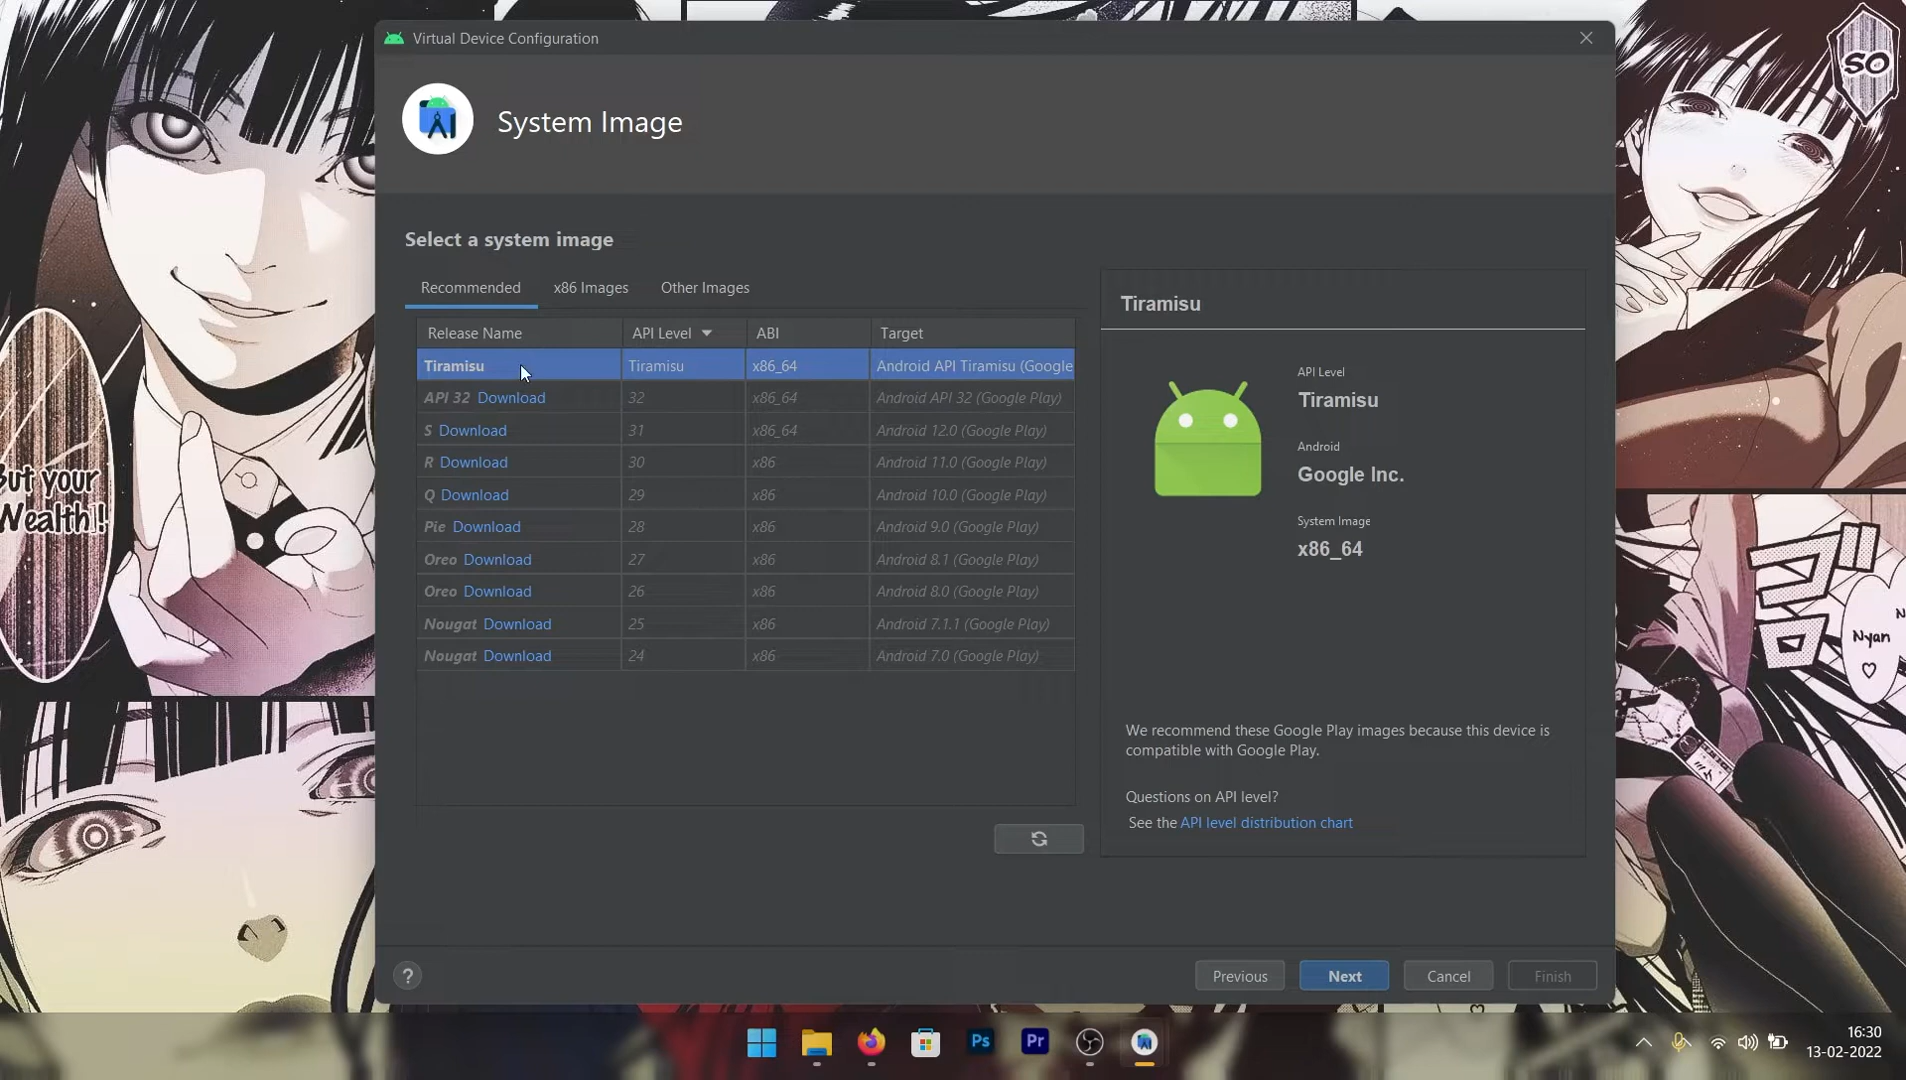 Virtual Device Configuration
System Image
Select a system image
Recommended
x86 Images
Other Images
Release Name API Level ABI Target
Tiramisu Tiramisu x86_64 Android API Tiramisu (Google
API 32 Download 32 x86_64 Android API 32 (Google Play)
S Download 31 x86_64 Android 12.0 (Google Play)
R Download 30 x86 Android 11.0 (Google Play)
Q Download 29 x86 Android 10.0 (Google Play)
Pie Download 28 x86 Android 9.0 (Google Play)
Oreo Download 27 x86 Android 8.1 (Google Play)
Oreo Download 26 x86 Android 8.0 (Google Play)
Nougat Download 25 x86 Android 7.1.1 (Google Play)
Nougat Download 24 x86 Android 7.0 (Google Play)
Tiramisu
API Level
Tiramisu
Android
Google Inc.
System Image
x86_64
We recommend these Google Play images because this device is
compatible with Google Play.
Questions on API level?
See the API level distribution chart
?
Previous
Next
Cancel
Finish
But your
Wealth!
SO
Nyan
♡
Ps
Pr
16:30
13-02-2022